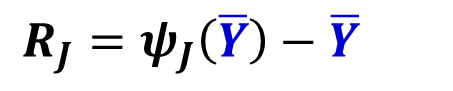 R_J = ψ_J(Y̅) − Y̅